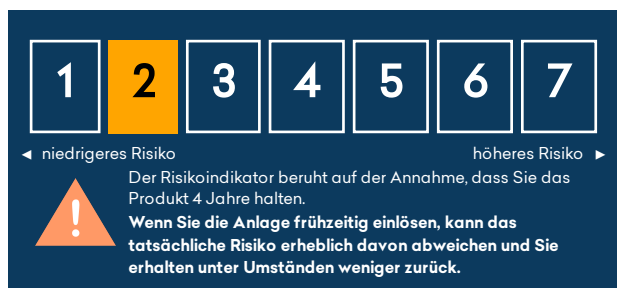 1 2 3 4 5 6 7
◄ niedrigeres Risiko höheres Risiko ►
Der Risikoindikator beruht auf der Annahme, dass Sie das
Produkt 4 Jahre halten.
Wenn Sie die Anlage frühzeitig einlösen, kann das
tatsächliche Risiko erheblich davon abweichen und Sie
erhalten unter Umständen weniger zurück.